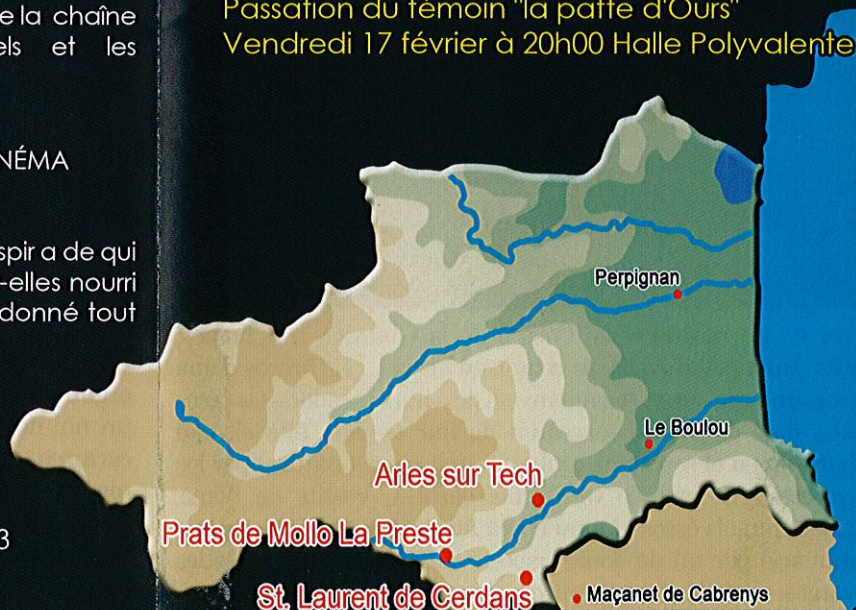 e la chaîne
els et les
NÉMA
spir a de qui
-elles nourri
donné tout
3
Passation du témoin "la patte d'Ours"
Vendredi 17 février à 20h00 Halle Polyvalente
Perpignan
Le Boulou
Arles sur Tech
Prats de Mollo La Preste
St. Laurent de Cerdans
Maçanet de Cabrenys